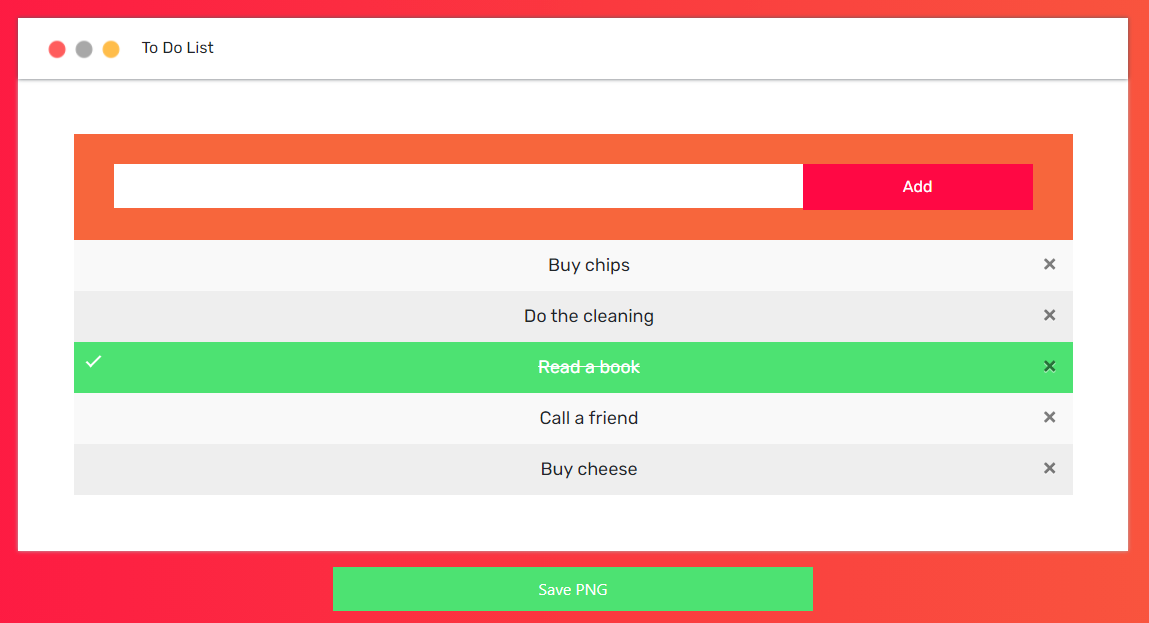 To Do List
Add
Buy chips
Do the cleaning
Read a book
Call a friend
Buy cheese
Save PNG